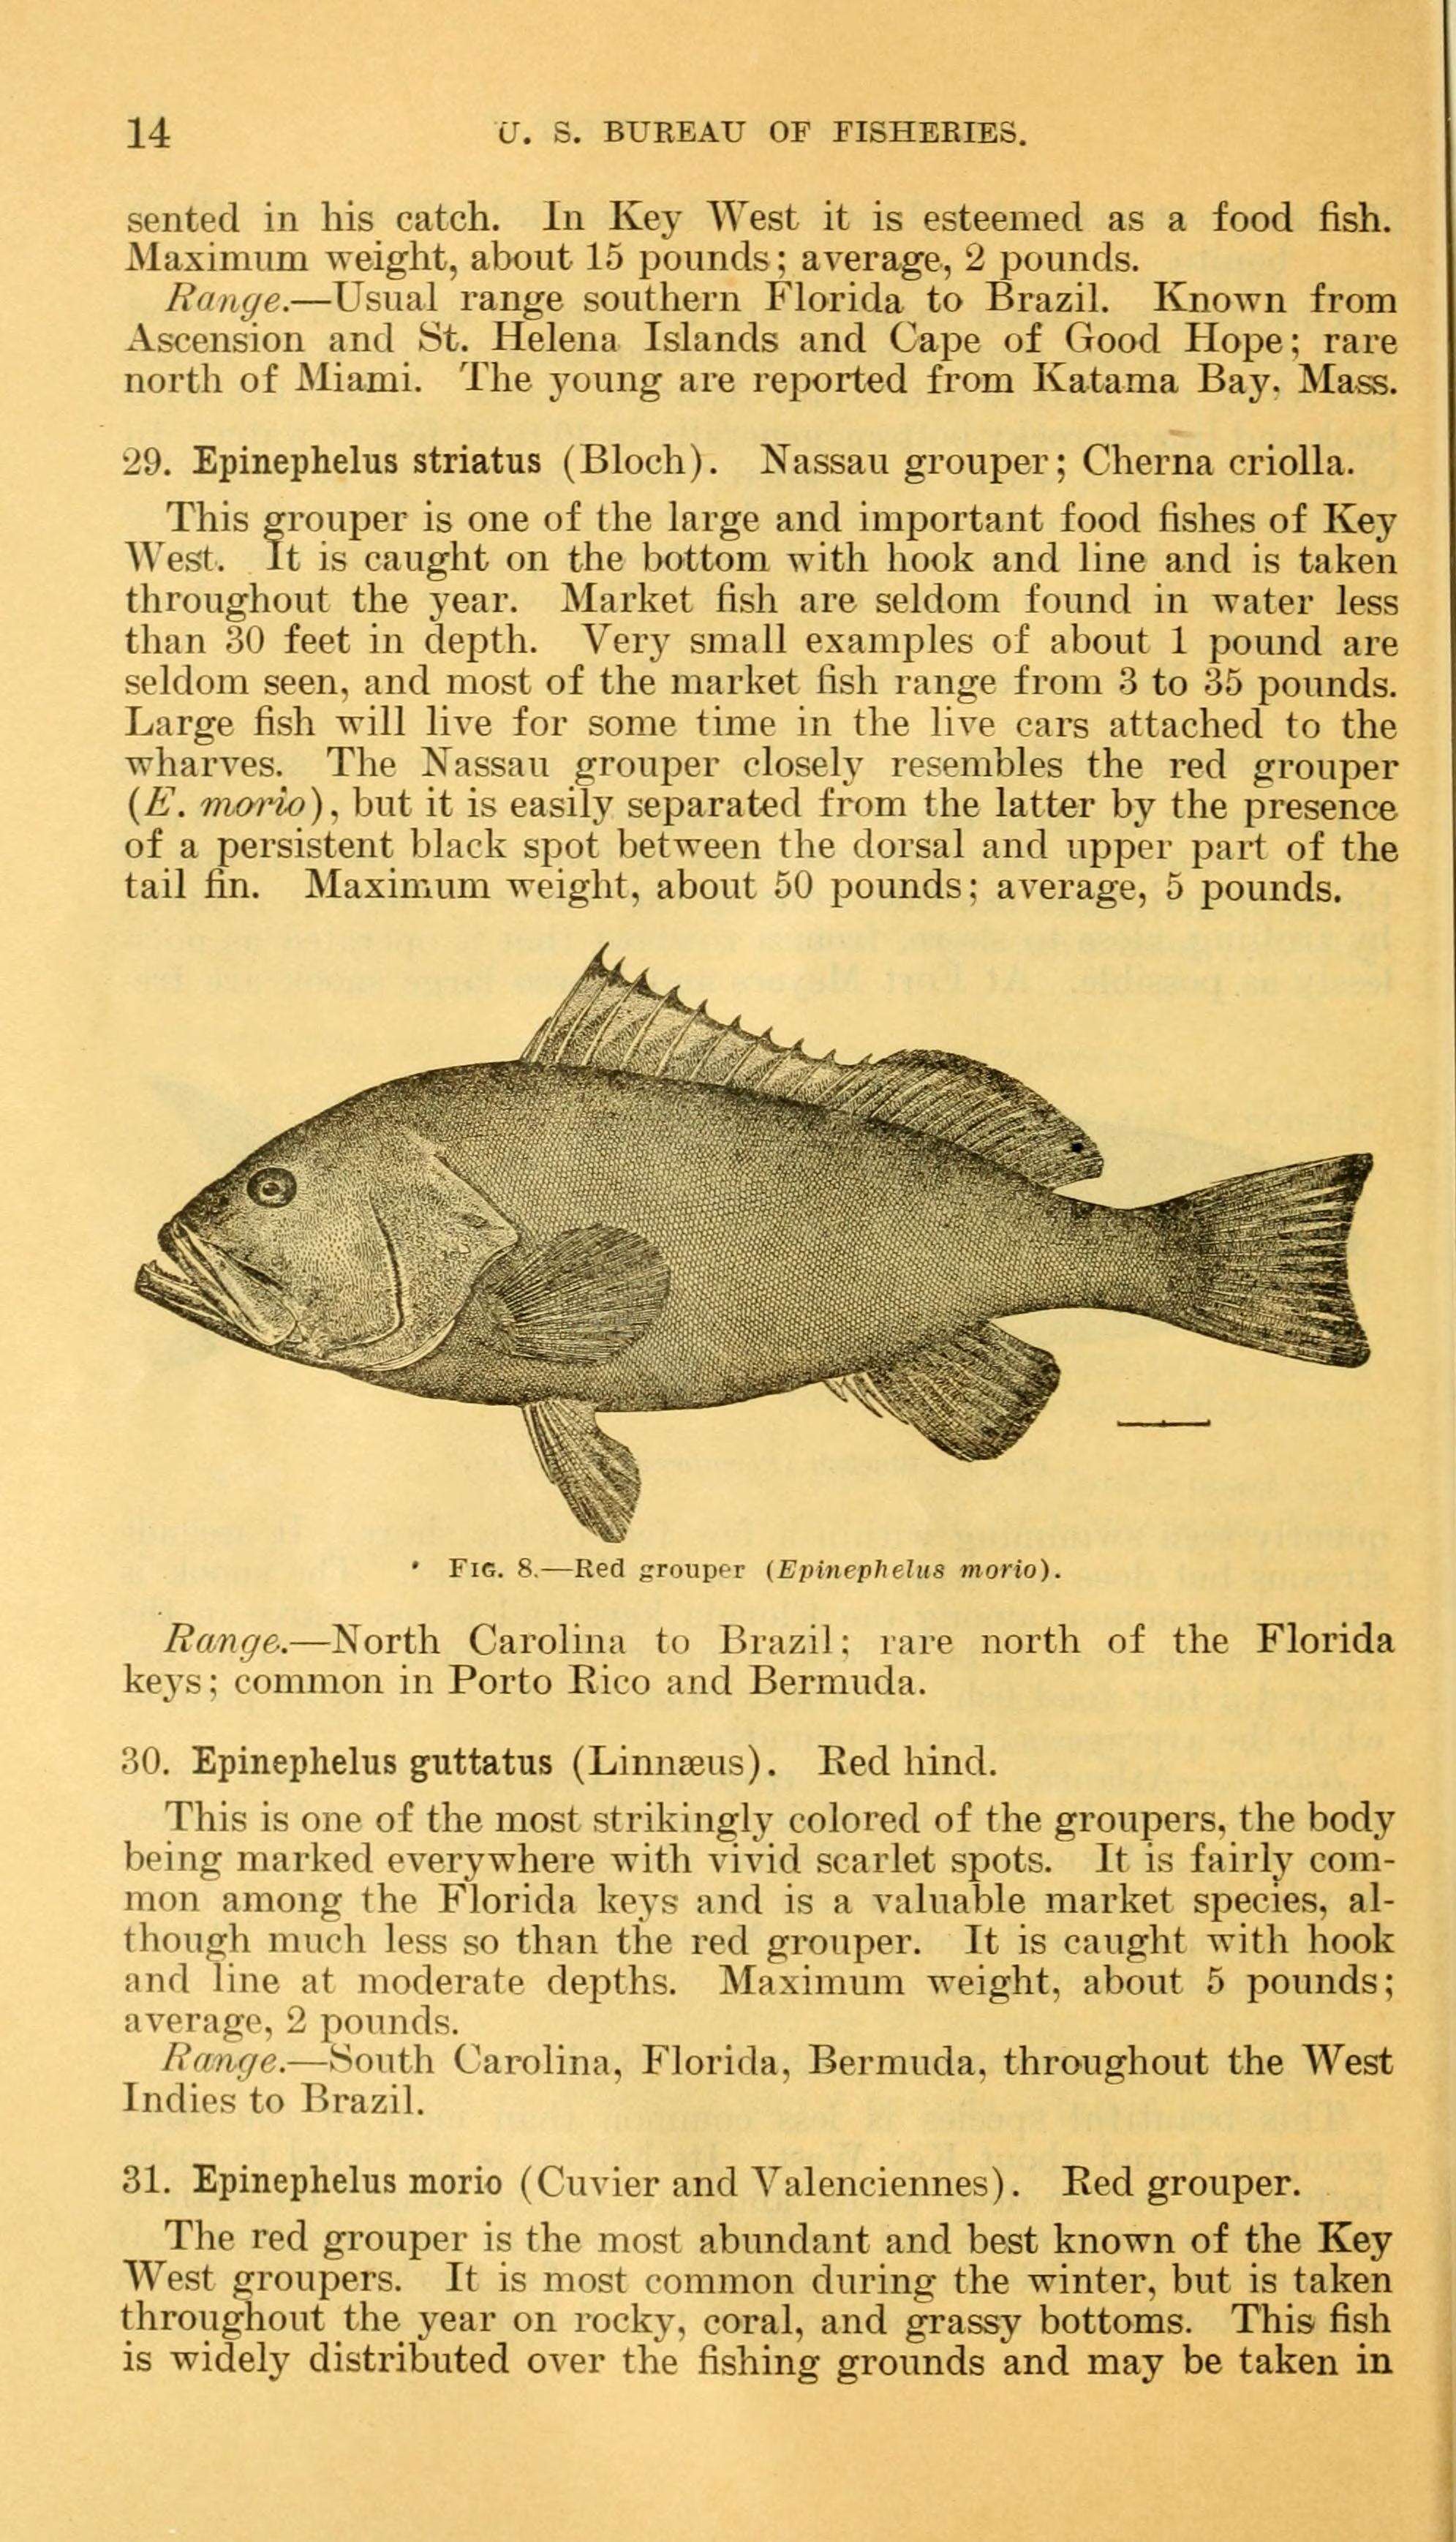 14 U. S. BUREAU OF FISHERIES.
sented in his catch. In Key West it is esteemed as a food fish.
Maximum weight, about 15 pounds; average, 2 pounds.
Range.—Usual range southern Florida to Brazil. Known from
Ascension and St. Helena Islands and Cape of Good Hope; rare
north of Miami. The young are reported from Katama Bay, Mass.
29. Epinephelus striatus (Bloch). Nassau grouper; Cherna criolla.
This grouper is one of the large and important food fishes of Key
West. It is caught on the bottom with hook and line and is taken
throughout the year. Market fish are seldom found in water less
than 30 feet in depth. Very small examples of about 1 pound are
seldom seen, and most of the market fish range from 3 to 35 pounds.
Large fish will live for some time in the live cars attached to the
wharves. The Nassau grouper closely resembles the red grouper
(E. morio), but it is easily separated from the latter by the presence
of a persistent black spot between the dorsal and upper part of the
tail fin. Maximum weight, about 50 pounds; average, 5 pounds.
FIG. 8.—Red grouper (Epinephelus morio).
Range.—North Carolina to Brazil; rare north of the Florida
keys; common in Porto Rico and Bermuda.
30. Epinephelus guttatus (Linnæus). Red hind.
This is one of the most strikingly colored of the groupers, the body
being marked everywhere with vivid scarlet spots. It is fairly com-
mon among the Florida keys and is a valuable market species, al-
though much less so than the red grouper. It is caught with hook
and line at moderate depths. Maximum weight, about 5 pounds;
average, 2 pounds.
Range.—South Carolina, Florida, Bermuda, throughout the West
Indies to Brazil.
31. Epinephelus morio (Cuvier and Valenciennes). Red grouper.
The red grouper is the most abundant and best known of the Key
West groupers. It is most common during the winter, but is taken
throughout the year on rocky, coral, and grassy bottoms. This fish
is widely distributed over the fishing grounds and may be taken in